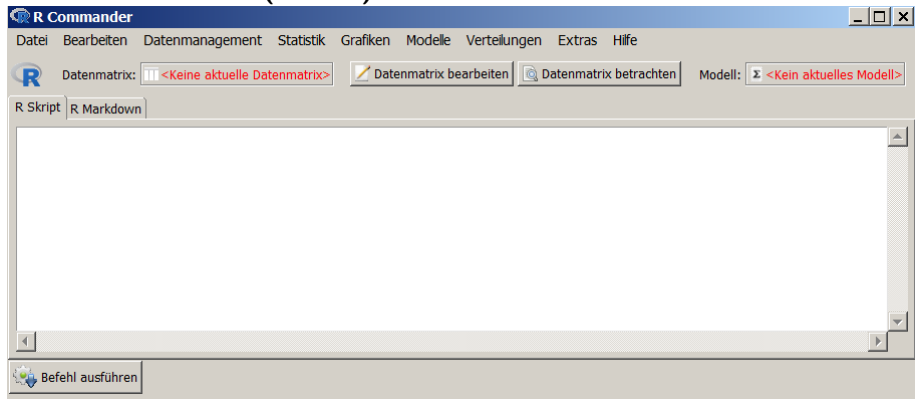 R Commander
Datei Bearbeiten Datenmanagement Statistik Grafiken Modelle Verteilungen Extras Hilfe
R Datenmatrix: <Keine aktuelle Datenmatrix> Datenmatrix bearbeiten Datenmatrix betrachten Modell: Σ <Kein aktuelles Modell>
R Skript R Markdown
Befehl ausführen